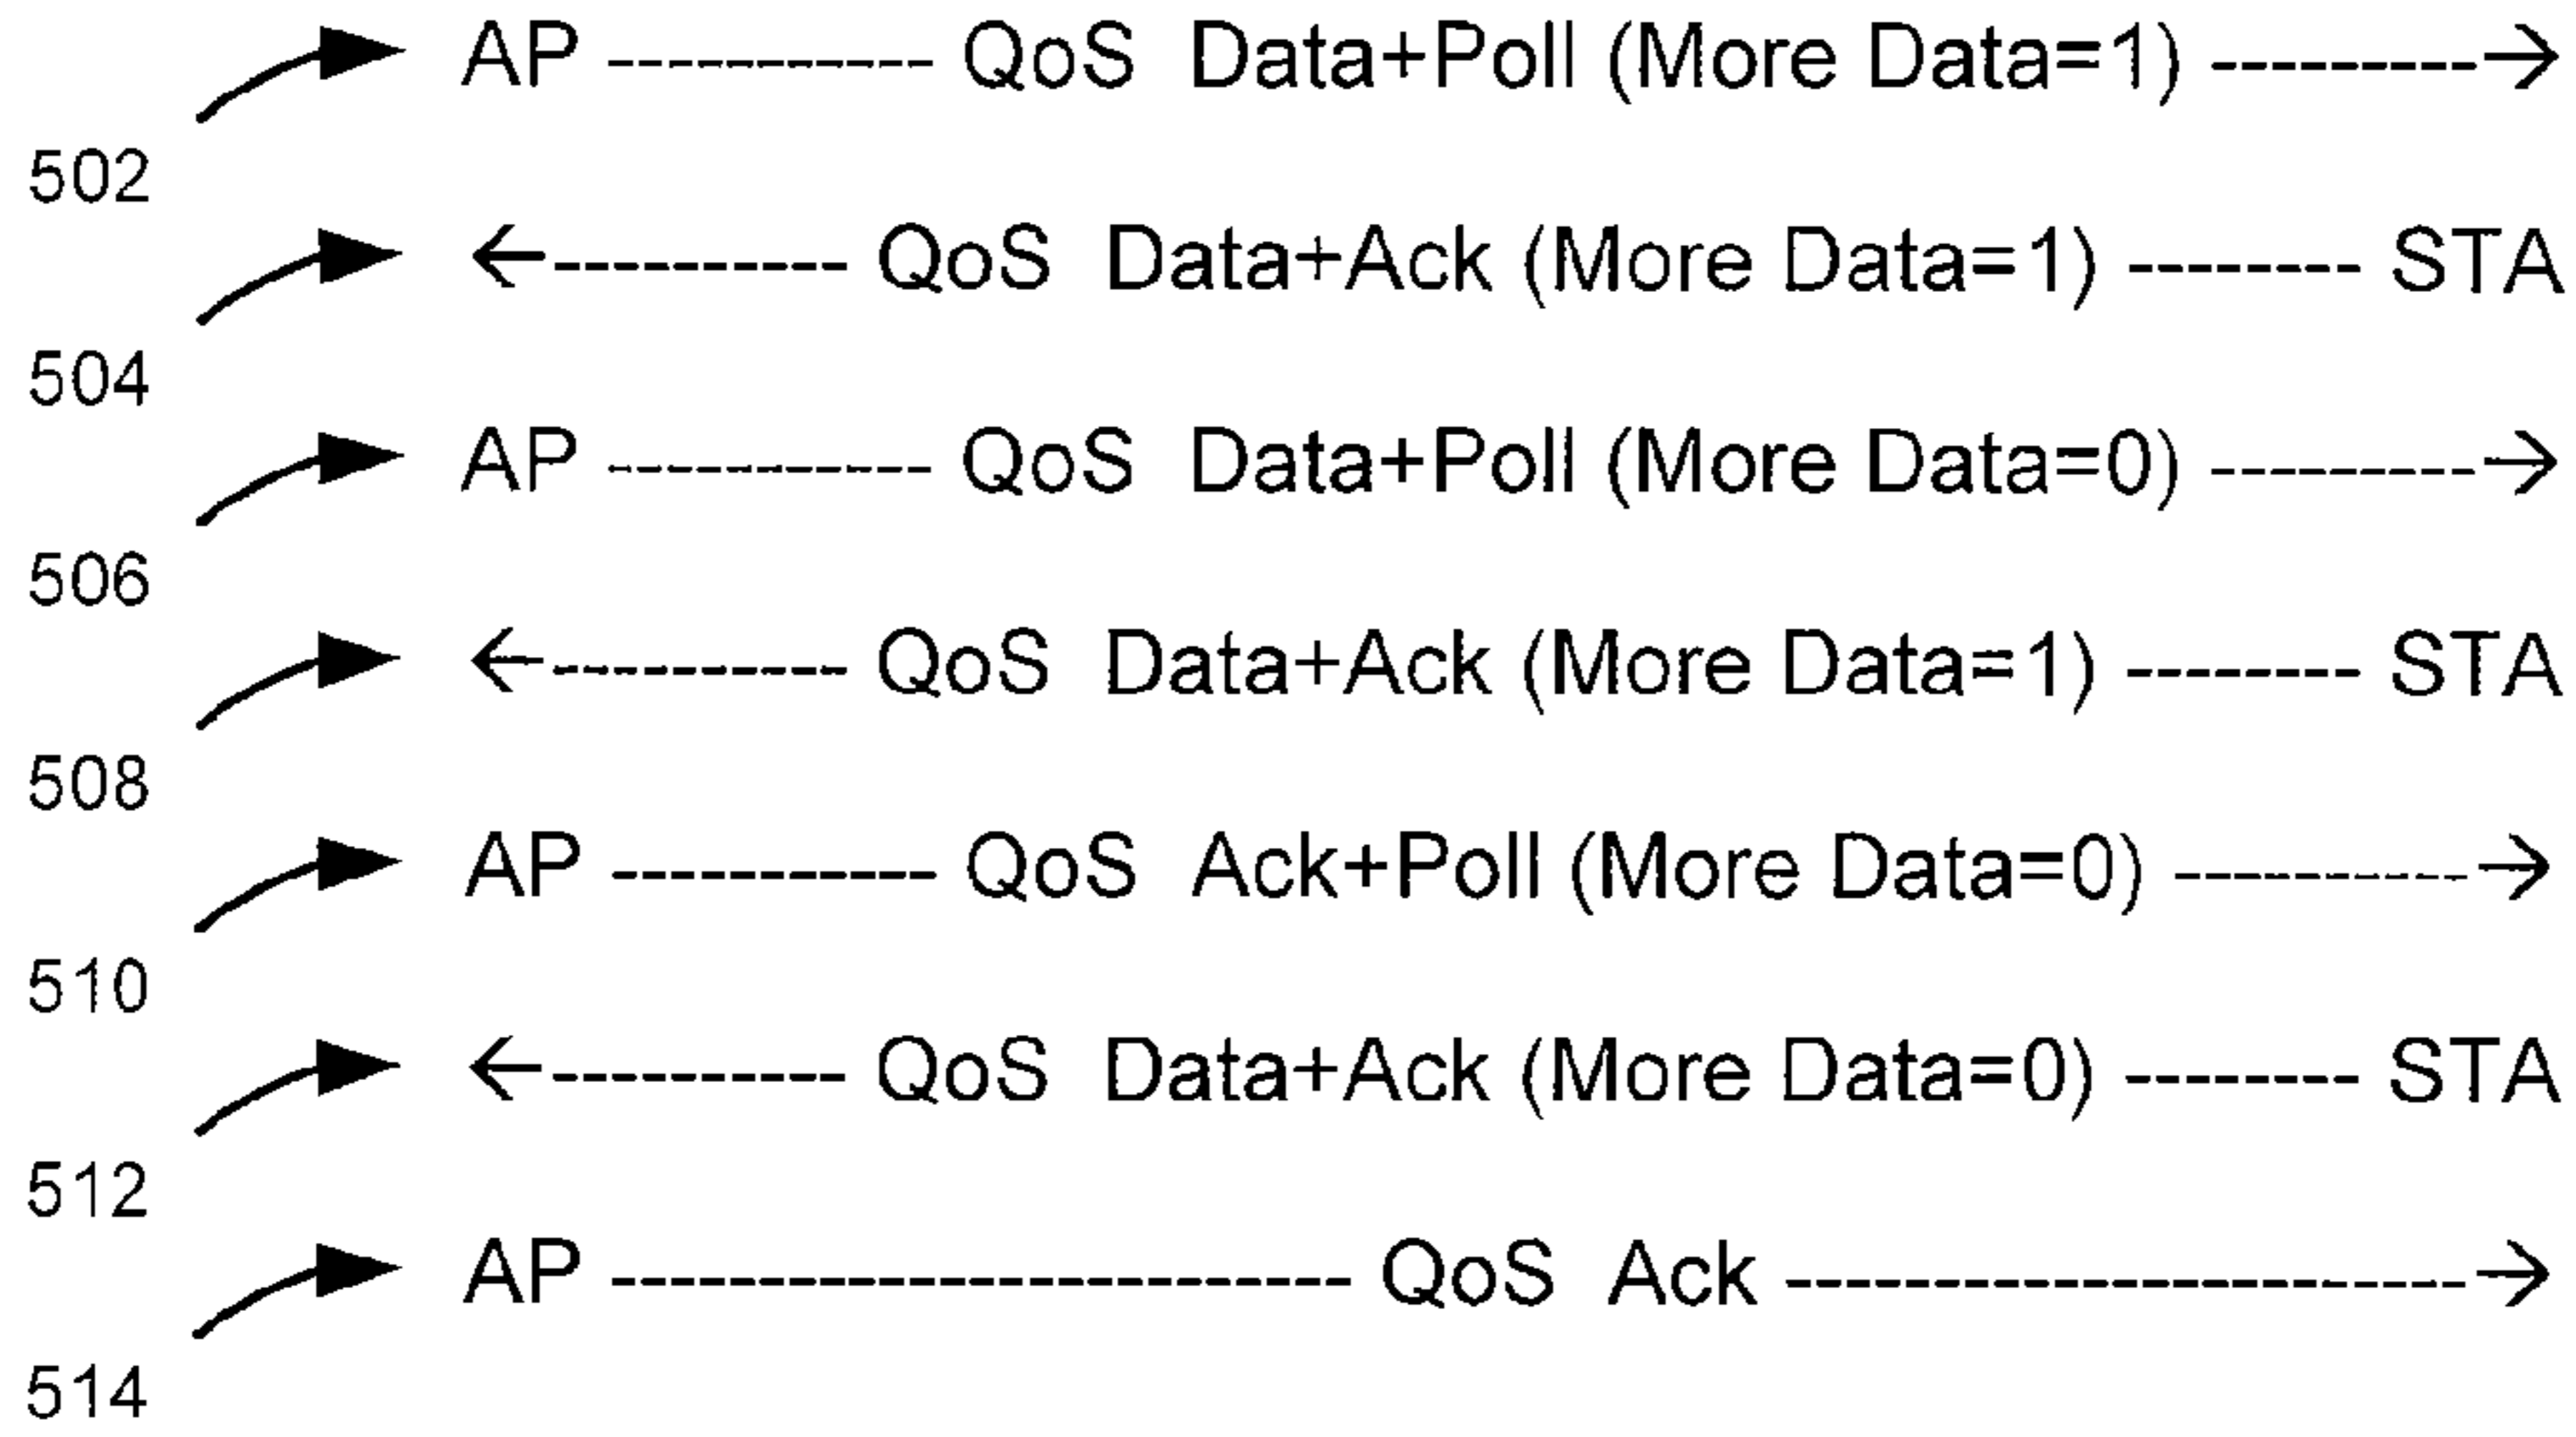 AP ----------- QoS Data+Poll (More Data=1) ---------→
502
←---------- QoS Data+Ack (More Data=1) -------- STA
504
AP ----------- QoS Data+Poll (More Data=0) ---------→
506
←---------- QoS Data+Ack (More Data=1) -------- STA
508
AP ----------- QoS Ack+Poll (More Data=0) ----------→
510
←---------- QoS Data+Ack (More Data=0) -------- STA
512
AP ------------------------- QoS Ack -----------------------→
514